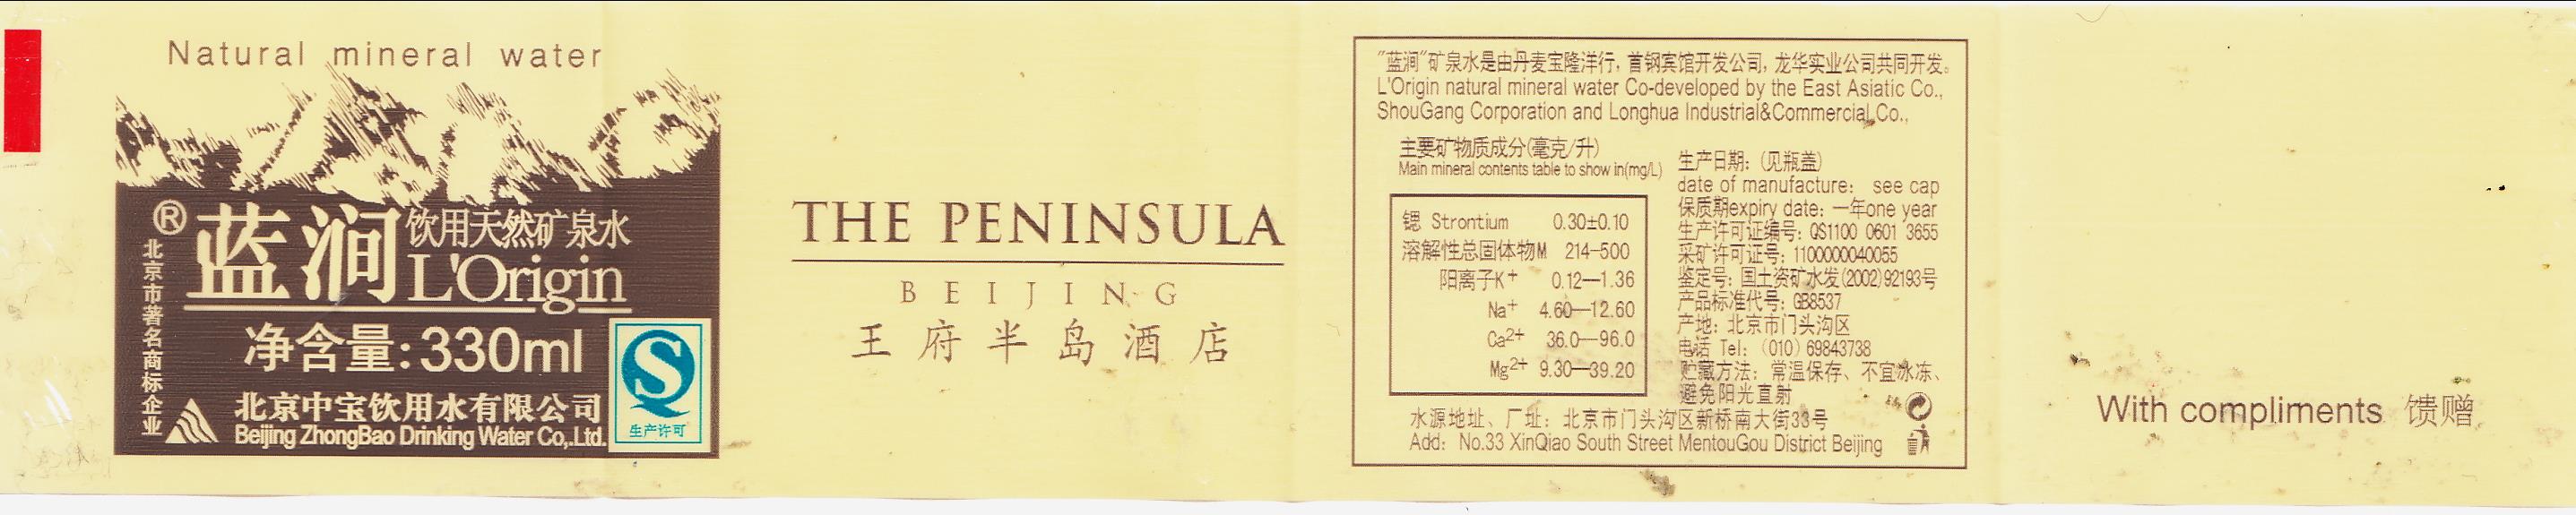 Natural mineral water
®
蓝涧
饮用天然矿泉水
L'Origin
北京市著名商标企业
净含量:330ml
北京中宝饮用水有限公司
Beijing ZhongBao Drinking Water Co,.Ltd.
生产许可
THE PENINSULA
BEIJING
王府半岛酒店
"蓝涧"矿泉水是由丹麦宝隆洋行, 首钢宾馆开发公司, 龙华实业公司共同开发。
L'Origin natural mineral water Co-developed by the East Asiatic Co.,
ShouGang Corporation and Longhua Industrial&Commercial Co.,
主要矿物质成分(毫克/升)
Main mineral contents table to show in(mg/L)
锶 Strontium 0.30±0.10
溶解性总固体物M 214-500
阳离子K+ 0.12—1.36
Na+ 4.60—12.60
Ca2+ 36.0—96.0
Mg2+ 9.30—39.20
生产日期: (见瓶盖)
date of manufacture: see cap
保质期expiry date: 一年one year
生产许可证编号: QS1100 0601 3655
采矿许可证号: 1100000040055
鉴定号: 国土资矿水发(2002)92193号
产品标准代号: GB8537
产地: 北京市门头沟区
电话 Tel: (010) 69843738
贮藏方法: 常温保存、不宜冰冻、
避免阳光直射
水源地址、厂址: 北京市门头沟区新桥南大街33号
Add: No.33 XinQiao South Street MentouGou District Beijing
With compliments 馈赠